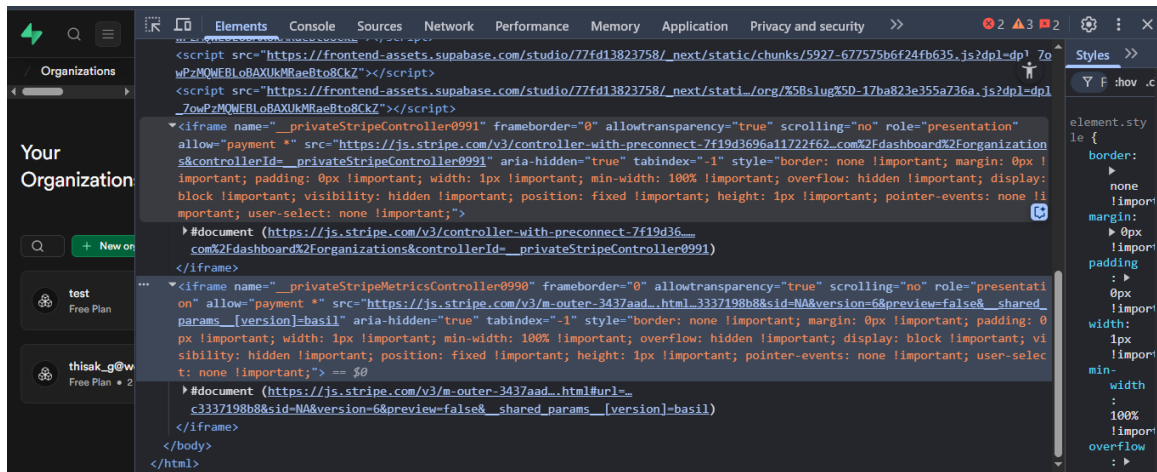 Elements Console Sources Network Performance Memory Application Privacy and security 2 3 2
Organizations
Your
Organization
New or
test
Free Plan
thisak_g@w
Free Plan • 2
<script src="https://frontend-assets.supabase.com/studio/77fd13823758/_next/static/chunks/5927-677575b6f24fb635.js?dpl=dpl_7o
wPzMQWEBLoBAXUkMRaeBto8CkZ"></script>
<script src="https://frontend-assets.supabase.com/studio/77fd13823758/_next/stati…/org/%5Bslug%5D-17ba823e355a736a.js?dpl=dpl
_7owPzMQWEBLoBAXUkMRaeBto8CkZ"></script>
<iframe name="__privateStripeController0991" frameborder="0" allowtransparency="true" scrolling="no" role="presentation"
allow="payment *" src="https://js.stripe.com/v3/controller-with-preconnect-7f19d3696a11722f62…com%2Fdashboard%2Forganization
s&controllerId=__privateStripeController0991" aria-hidden="true" tabindex="-1" style="border: none !important; margin: 0px !
important; padding: 0px !important; width: 1px !important; min-width: 100% !important; overflow: hidden !important; display:
block !important; visibility: hidden !important; position: fixed !important; height: 1px !important; pointer-events: none !i
mportant; user-select: none !important;">
#document (https://js.stripe.com/v3/controller-with-preconnect-7f19d36……
com%2Fdashboard%2Forganizations&controllerId=__privateStripeController0991)
</iframe>
<iframe name="__privateStripeMetricsController0990" frameborder="0" allowtransparency="true" scrolling="no" role="presentati
on" allow="payment *" src="https://js.stripe.com/v3/m-outer-3437aad….html…3337198b8&sid=NA&version=6&preview=false&__shared_
params__[version]=basil" aria-hidden="true" tabindex="-1" style="border: none !important; margin: 0px !important; padding: 0
px !important; width: 1px !important; min-width: 100% !important; overflow: hidden !important; display: block !important; vi
sibility: hidden !important; position: fixed !important; height: 1px !important; pointer-events: none !important; user-selec
t: none !important;"> == $0
#document (https://js.stripe.com/v3/m-outer-3437aad….html#url=…
c3337198b8&sid=NA&version=6&preview=false&__shared_params__[version]=basil)
</iframe>
</body>
</html>
Styles
:hov .c
element.sty
le {
border:
none
!import
margin:
0px
!import
padding
:
0px
!import
width:
1px
!import
min-
width
:
100%
!import
overflow
: